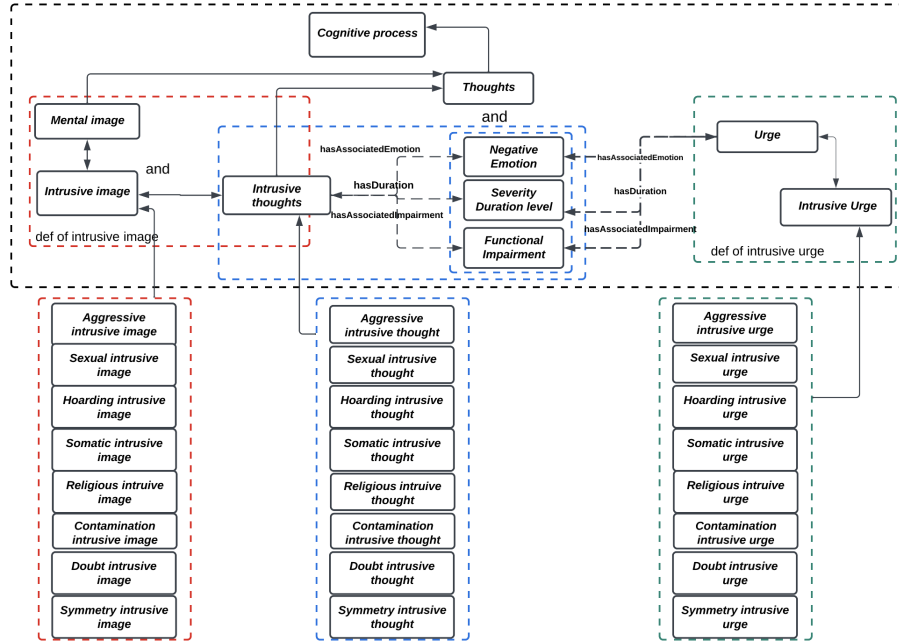 Cognitive process
Thoughts
Mental image
and
Intrusive image
def of intrusive image
Intrusive
thoughts
and
hasAssociatedEmotion
hasDuration
hasAssociatedImpairment
Negative
Emotion
Severity
Duration level
Functional
Impairment
hasAssociatedEmotion
hasDuration
hasAssociatedImpairment
Urge
Intrusive Urge
def of intrusive urge
Aggressive
intrusive image
Sexual intrusive
image
Hoarding intrusive
image
Somatic intrusive
image
Religious intruive
image
Contamination
intrusive image
Doubt intrusive
image
Symmetry intrusive
image
Aggressive
intrusive thought
Sexual intrusive
thought
Hoarding intrusive
thought
Somatic intrusive
thought
Religious intruive
thought
Contamination
intrusive thought
Doubt intrusive
thought
Symmetry intrusive
thought
Aggressive
intrusive urge
Sexual intrusive
urge
Hoarding intrusive
urge
Somatic intrusive
urge
Religious intruive
urge
Contamination
intrusive urge
Doubt intrusive
urge
Symmetry intrusive
urge